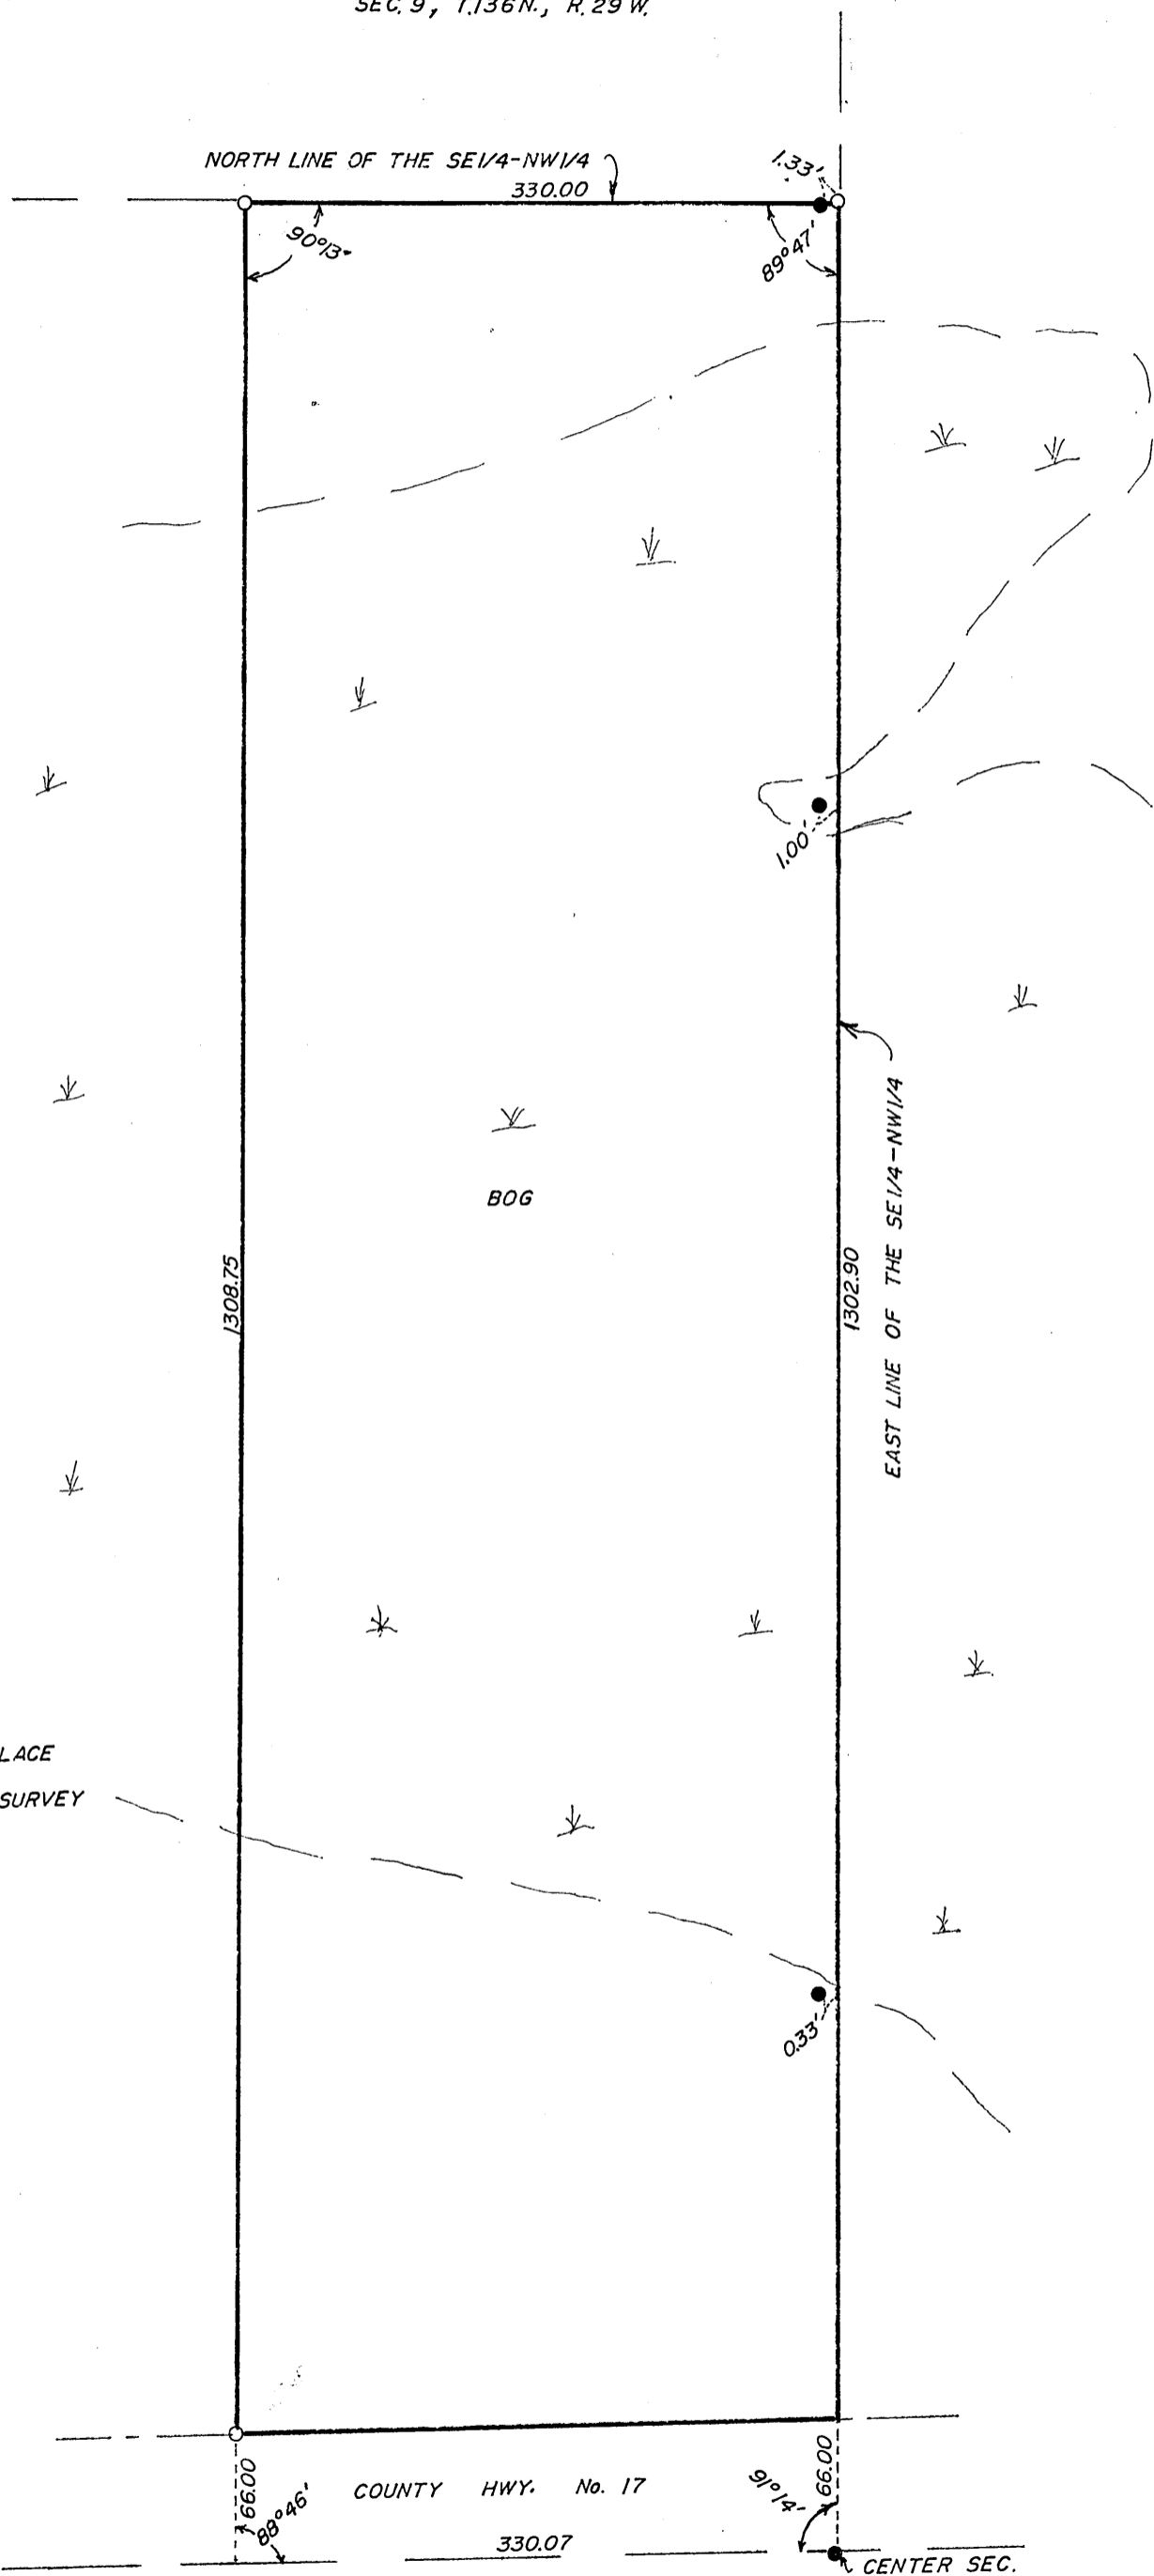 SEC. 9, T.136N., R.29W.
NORTH LINE OF THE SE1/4-NW1/4
330.00
1.33'
90°13'
89°47'
1.00'
EAST LINE OF THE SE1/4-NW1/4
BOG
1308.75
1302.90
LACE
SURVEY
0.33'
66.00
88°46'
COUNTY HWY. No. 17
91°14'
66.00
330.07
CENTER SEC.